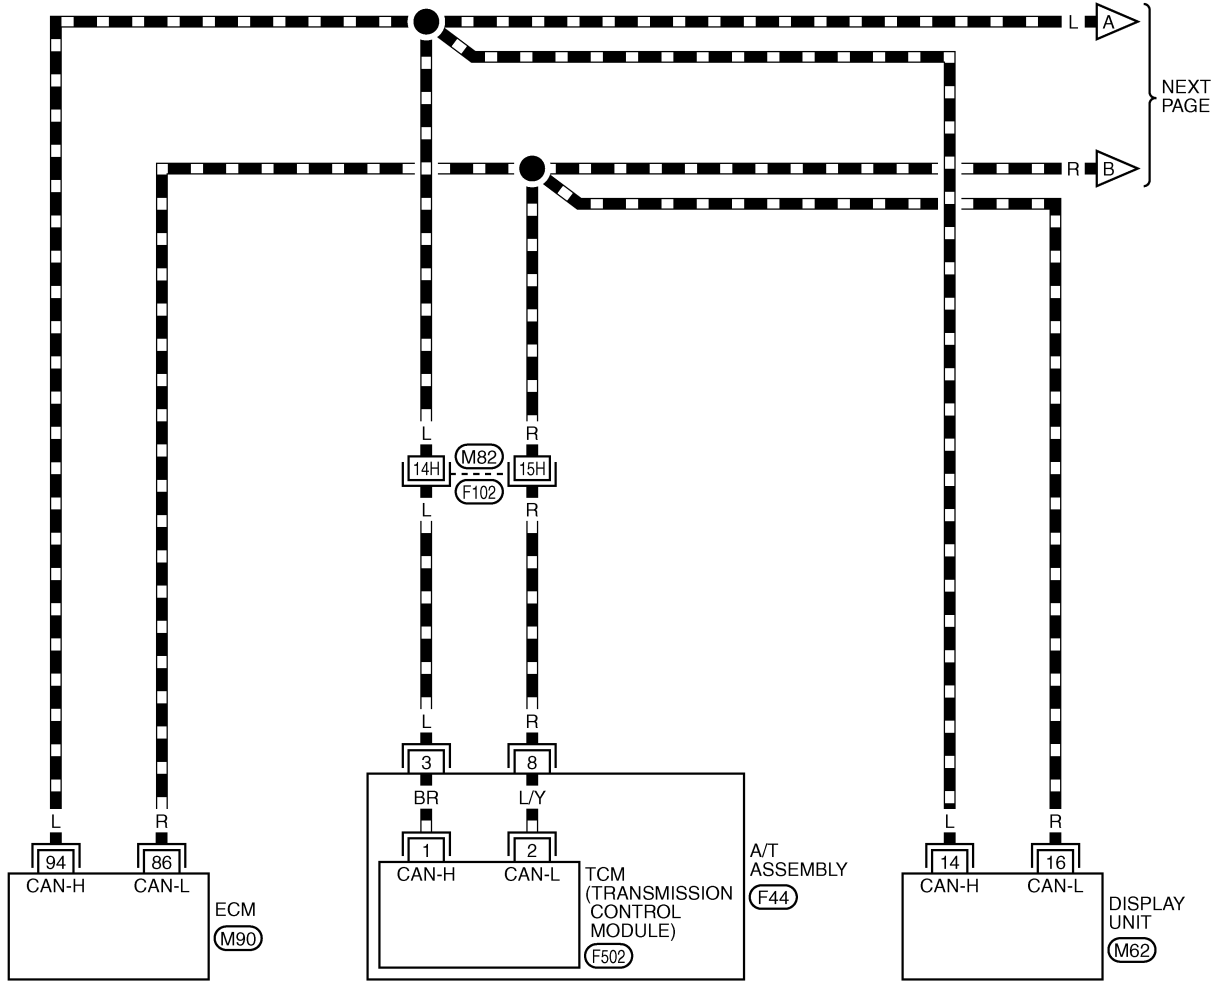 L A
NEXT
PAGE
R B
L R
14H M82 15H
F102
L R
L R
3 8
BR L/Y
L R 1 2 L R
94 86 CAN-H CAN-L 14 16
CAN-H CAN-L CAN-H CAN-L
A/T
ASSEMBLY
F44
TCM
(TRANSMISSION
CONTROL
MODULE)
F502
ECM
M90
DISPLAY
UNIT
M62